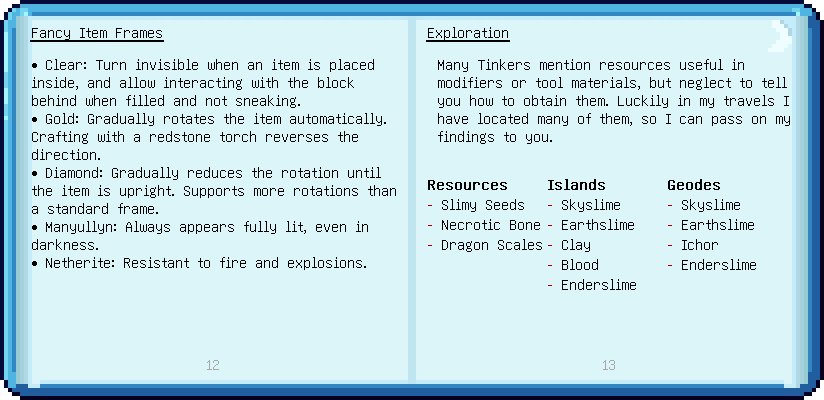 Fancy Item Frames
• Clear: Turn invisible when an item is placed
inside, and allow interacting with the block
behind when filled and not sneaking.
• Gold: Gradually rotates the item automatically.
Crafting with a redstone torch reverses the
direction.
• Diamond: Gradually reduces the rotation until
the item is upright. Supports more rotations than
a standard frame.
• Manyullyn: Always appears fully lit, even in
darkness.
• Netherite: Resistant to fire and explosions.
12
Exploration
Many Tinkers mention resources useful in
modifiers or tool materials, but neglect to tell
you how to obtain them. Luckily in my travels I
have located many of them, so I can pass on my
findings to you.
Resources
- Slimy Seeds
- Necrotic Bone
- Dragon Scales
Islands
- Skyslime
- Earthslime
- Clay
- Blood
- Enderslime
Geodes
- Skyslime
- Earthslime
- Ichor
- Enderslime
13